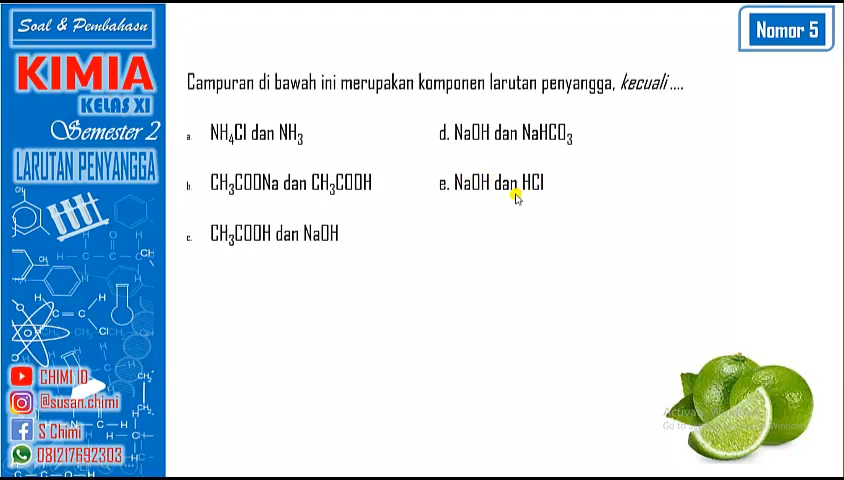 Soal & Pembahasn
KIMIA
KELAS XI
Semester 2
LARUTAN PENYANGGA
Nomor 5
Campuran di bawah ini merupakan komponen larutan penyangga, kecuali ....
a. NH₄Cl dan NH₃
b. CH₃COONa dan CH₃COOH
c. CH₃COOH dan NaOH
d. NaOH dan NaHCO₃
e. NaOH dan HCl
CHIMI ID
@susan.chimi
S Chimi
081217692303